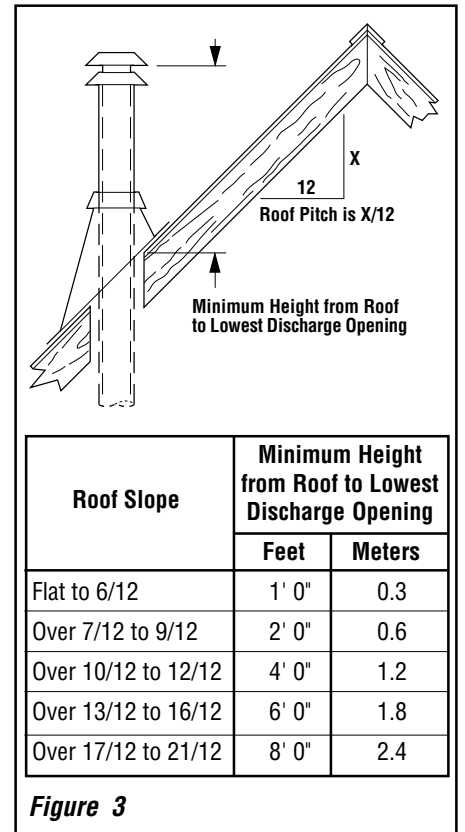 X
12
Roof Pitch is X/12
Minimum Height from Roof
to Lowest Discharge Opening
Roof Slope
Minimum Height
from Roof to Lowest
Discharge Opening
Feet Meters
Flat to 6/12 1' 0" 0.3
Over 7/12 to 9/12 2' 0" 0.6
Over 10/12 to 12/12 4' 0" 1.2
Over 13/12 to 16/12 6' 0" 1.8
Over 17/12 to 21/12 8' 0" 2.4
Figure 3